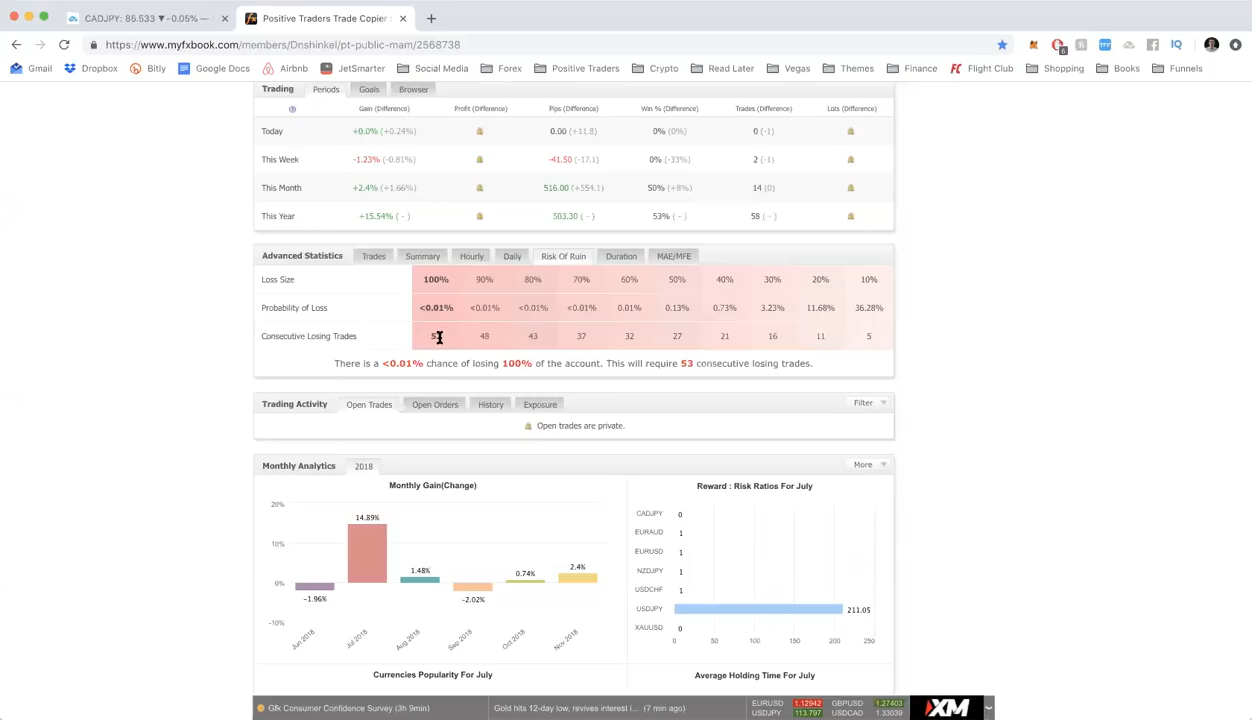 CADJPY: 85.533 ▼−0.05% —
Positive Traders Trade Copier
https://www.myfxbook.com/members/Dnshinkel/pt-public-mam/2568738
6 IQ
Gmail Dropbox Bitly Google Docs Airbnb JetSmarter Social Media Forex Positive Traders Crypto Read Later Vegas Themes Finance Flight Club Shopping Books Funnels
Trading Periods Goals Browser
Gain (Difference) Profit (Difference) Pips (Difference) Win % (Difference) Trades (Difference) Lots (Difference)
Today +0.0% (+0.24%) 0.00 (+11.8) 0% (0%) 0 (-1)
This Week -1.23% (-0.81%) -41.50 (-17.1) 0% (-33%) 2 (-1)
This Month +2.4% (+1.66%) 516.00 (+554.1) 50% (+8%) 14 (0)
This Year +15.54% ( - ) 503.30 ( - ) 53% ( - ) 58 ( - )
Advanced Statistics Trades Summary Hourly Daily Risk Of Ruin Duration MAE/MFE
Loss Size 100% 90% 80% 70% 60% 50% 40% 30% 20% 10%
Probability of Loss <0.01% <0.01% <0.01% <0.01% 0.01% 0.13% 0.73% 3.23% 11.68% 36.28%
Consecutive Losing Trades 48 43 37 32 27 21 16 11 5
There is a <0.01% chance of losing 100% of the account. This will require 53 consecutive losing trades.
Trading Activity Open Trades Open Orders History Exposure Filter
Open trades are private.
Monthly Analytics 2018 More
Monthly Gain(Change)
20%
14.89%
10%
1.48% 0.74% 2.4%
0%
−1.96% −2.02%
-10%
Jun 2018 Jul 2018 Aug 2018 Sep 2018 Oct 2018 Nov 2018
Reward : Risk Ratios For July
CADJPY 0
EURAUD 1
EURUSD 1
NZDJPY 1
USDCHF 1
USDJPY 211.05
XAUUSD 0
0 50 100 150 200 250
Currencies Popularity For July Average Holding Time For July
Gfk Consumer Confidence Survey (3h 9min) Gold hits 12-day low, revives interest i... (7 min ago)
EURUSD 1.12942 GBPUSD 1.27403
USDJPY 113.797 USDCAD 1.33039
XM